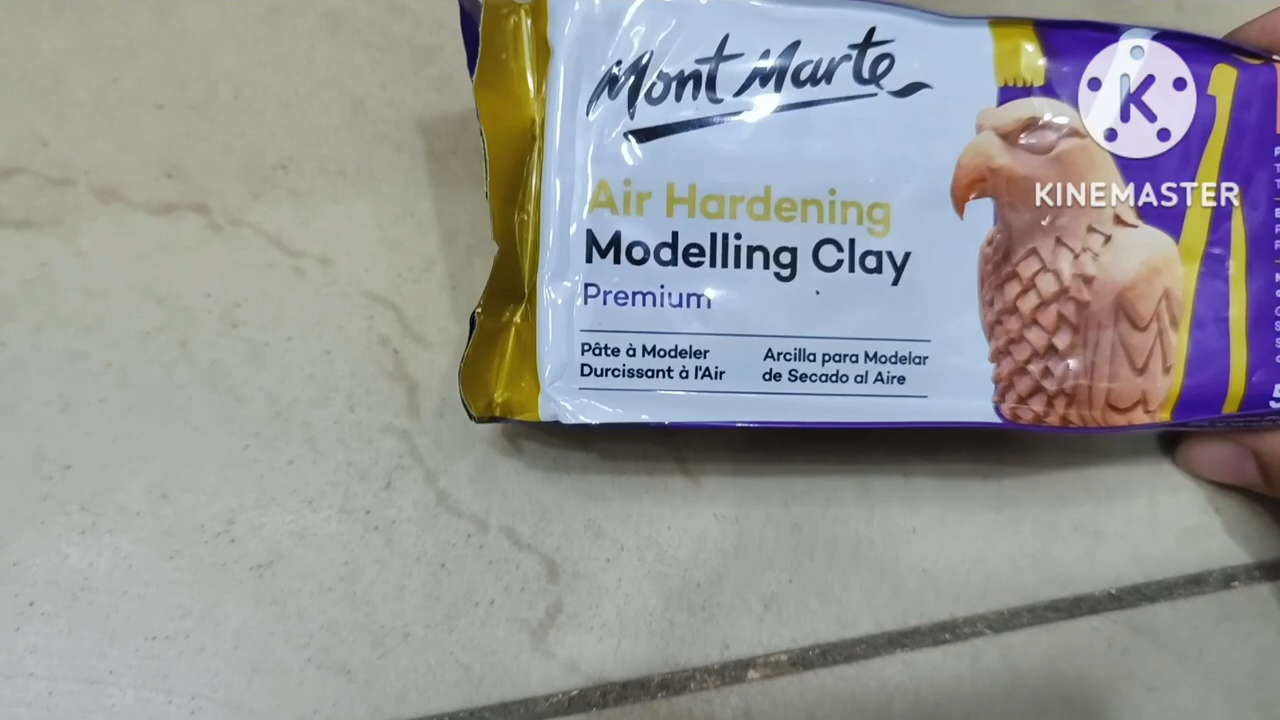 Mont Marte
Air Hardening
Modelling Clay
Premium
Pâte à Modeler
Durcissant à l'Air
Arcilla para Modelar
de Secado al Aire
K
KINEMASTER